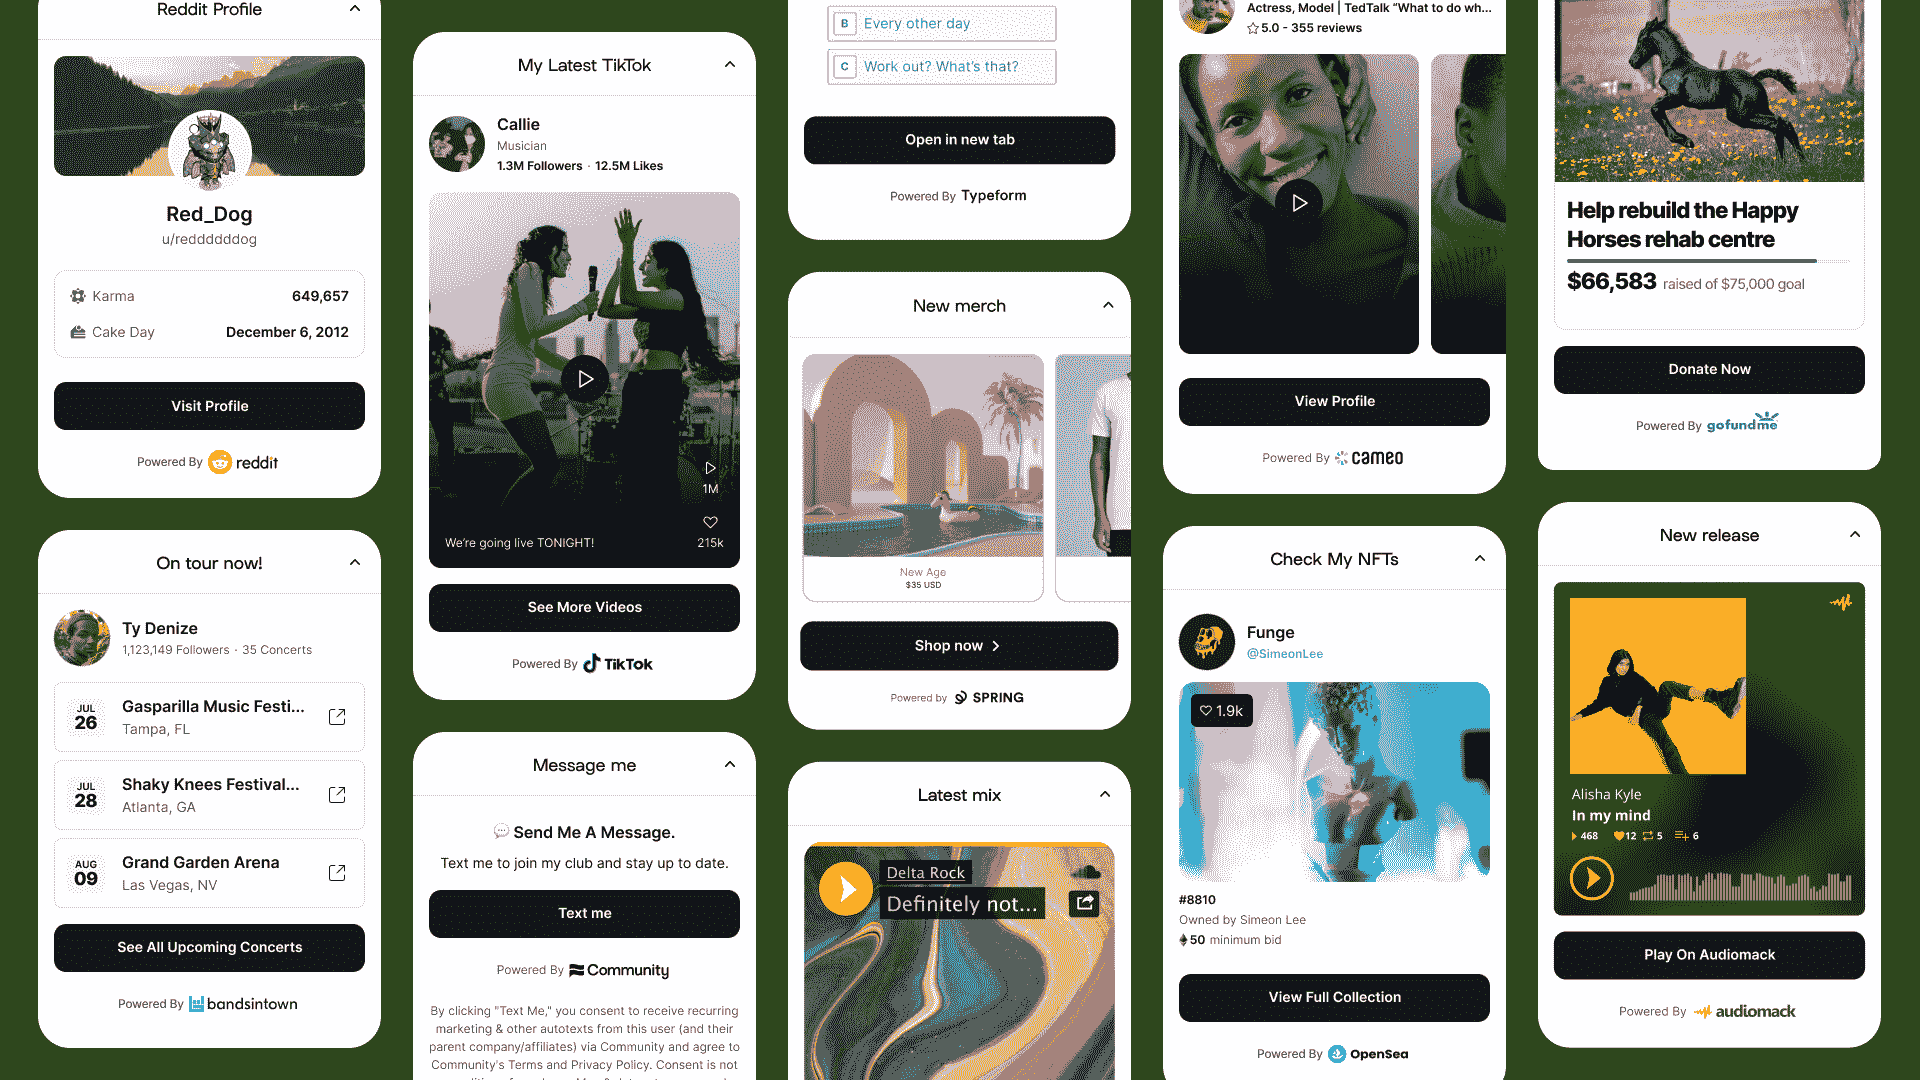 Reddit Profile
Red_Dog
u/reddddddog
Karma 649,657
Cake Day December 6, 2012
Visit Profile
Powered By reddit
On tour now!
Ty Denize
1,123,149 Followers · 35 Concerts
JUL 26
Gasparilla Music Festi...
Tampa, FL
JUL 28
Shaky Knees Festival...
Atlanta, GA
AUG 09
Grand Garden Arena
Las Vegas, NV
See All Upcoming Concerts
Powered By bandsintown
My Latest TikTok
Callie
Musician
1.3M Followers · 12.5M Likes
1M
215k
We're going live TONIGHT!
See More Videos
Powered By TikTok
Message me
Send Me A Message.
Text me to join my club and stay up to date.
Text me
Powered By Community
By clicking "Text Me," you consent to receive recurring
marketing & other autotexts from this user (and their
parent company/affiliates) via Community and agree to
Community's Terms and Privacy Policy. Consent is not
B Every other day
C Work out? What's that?
Open in new tab
Powered By Typeform
New merch
New Age
$35 USD
Shop now
Powered by SPRING
Latest mix
Delta Rock
Definitely not...
Actress, Model | TedTalk “What to do wh...
5.0 - 355 reviews
View Profile
Powered By CAMEO
Check My NFTs
Funge
@SimeonLee
1.9k
#8810
Owned by Simeon Lee
50 minimum bid
View Full Collection
Powered By OpenSea
Help rebuild the Happy
Horses rehab centre
$66,583 raised of $75,000 goal
Donate Now
Powered By gofundme
New release
Alisha Kyle
In my mind
468 12 5 6
Play On Audiomack
Powered By audiomack